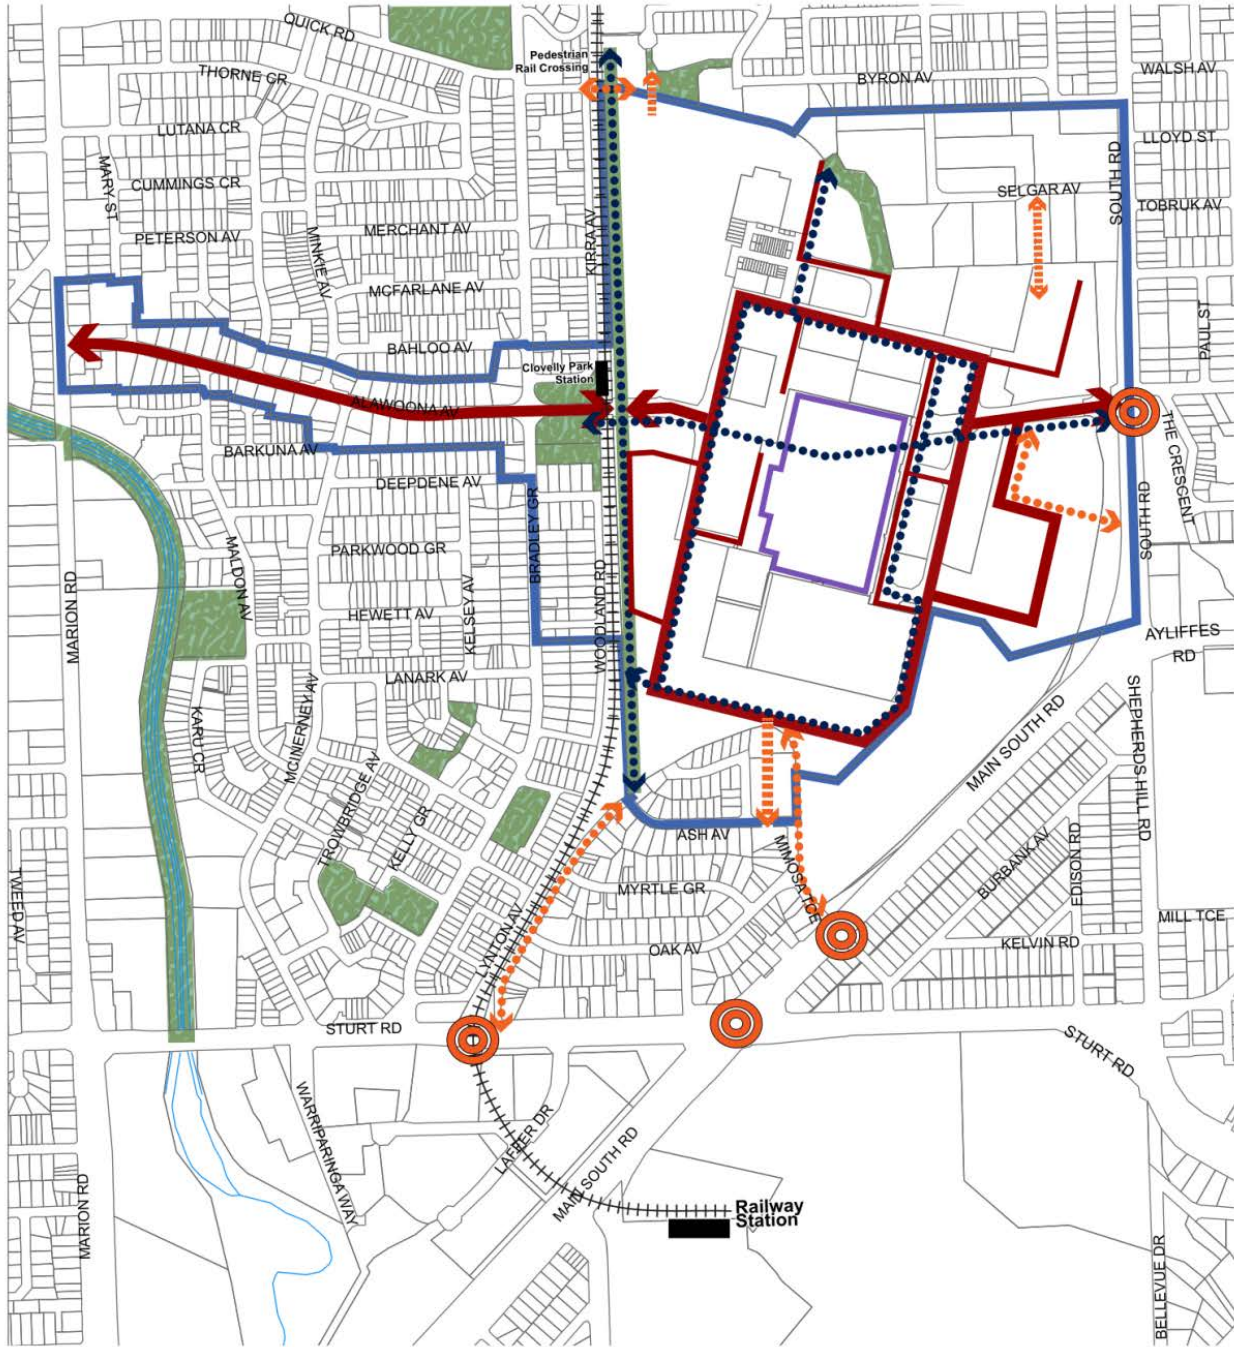 QUICK RD
Pedestrian
Rail Crossing
THORNE CR
BYRON AV
WALSH AV
LUTANA CR
LLOYD ST
MARY ST
CUMMINGS CR
SOUTH RD
SELGAR AV
TOBRUK AV
PETERSON AV
MINKIE AV
MERCHANT AV
KIRRA AV
MCFARLANE AV
PAUL ST
BAHLOO AV
Clovelly Park
Station
ALAWOONA AV
THE CRESCENT
BARKUNA AV
DEEPDENE AV
BRADLEY GR
SOUTH RD
PARKWOOD GR
MALDON AV
MARION RD
HEWETT AV
KELSEY AV
WOODLAND RD
AYLIFFES
RD
LANARK AV
KARU CR
MCINERNEY AV
MAIN SOUTH RD
SHEPHERDS HILL RD
TROWBRIDGE AV
KELLY GR
ASH AV
MIMOSA TCE
BURBANK AV
EDISON RD
TWEED AV
MYRTLE GR
LYNTON AV
OAK AV
MILL TCE
KELVIN RD
STURT RD
STURT RD
WARRIPARINGA WAY
LAFFER DR
MAIN SOUTH RD
MARION RD
Railway
Station
BELLEVUE DR